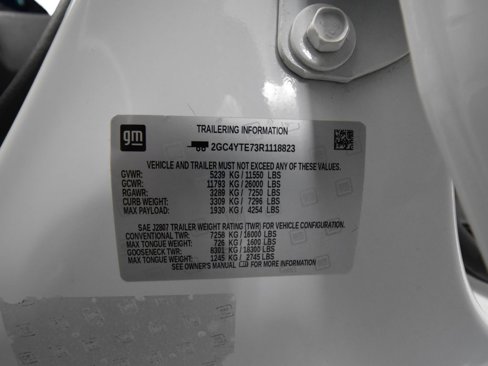 gm
TRAILERING INFORMATION
2GC4YTE73R1118823
VEHICLE AND TRAILER MUST NOT EXCEED ANY OF THESE VALUES.
GVWR: 5239 KG / 11550 LBS
GCWR: 11793 KG / 26000 LBS
RGAWR: 3289 KG / 7250 LBS
CURB WEIGHT: 3309 KG / 7296 LBS
MAX PAYLOAD: 1930 KG / 4254 LBS
SAE J2807 TRAILER WEIGHT RATING (TWR) FOR VEHICLE CONFIGURATION.
CONVENTIONAL TWR: 7258 KG / 16000 LBS
MAX TONGUE WEIGHT: 726 KG / 1600 LBS
GOOSENECK TWR: 8301 KG / 18300 LBS
MAX TONGUE WEIGHT: 1245 KG / 2745 LBS
SEE OWNER'S MANUAL FOR MORE INFORMATION